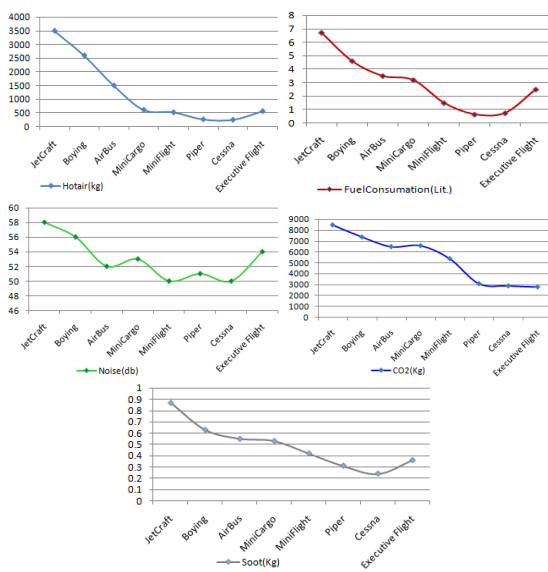 4000
3500
3000
2500
2000
1500
1000
500
0
JetCraft
Boying
AirBus
MiniCargo
MiniFlight
Piper
Cessna
Executive Flight
Hotair(kg)
8
7
6
5
4
3
2
1
0
JetCraft
Boying
AirBus
MiniCargo
MiniFlight
Piper
Cessna
Executive Flight
FuelConsumation(Lit.)
60
58
56
54
52
50
48
46
JetCraft
Boying
AirBus
MiniCargo
MiniFlight
Piper
Cessna
Executive Flight
Noise(db)
9000
8000
7000
6000
5000
4000
3000
2000
1000
0
JetCraft
Boying
AirBus
MiniCargo
MiniFlight
Piper
Cessna
Executive Flight
CO2(Kg)
1
0.9
0.8
0.7
0.6
0.5
0.4
0.3
0.2
0.1
0
JetCraft
Boying
AirBus
MiniCargo
MiniFlight
Piper
Cessna
Executive Flight
Soot(Kg)